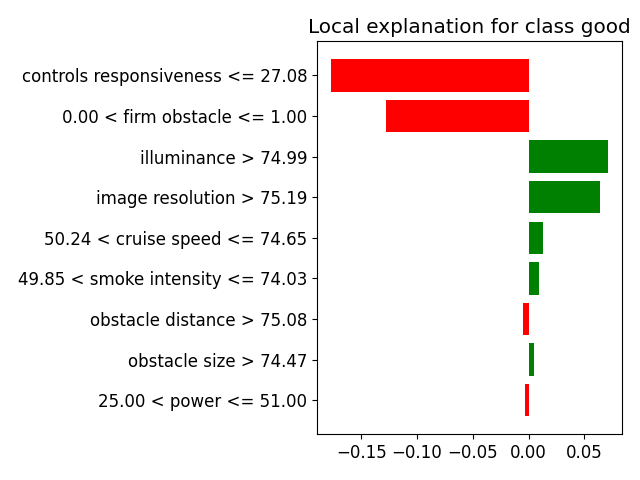 Local explanation for class good
controls responsiveness <= 27.08
0.00 < firm obstacle <= 1.00
illuminance > 74.99
image resolution > 75.19
50.24 < cruise speed <= 74.65
49.85 < smoke intensity <= 74.03
obstacle distance > 75.08
obstacle size > 74.47
25.00 < power <= 51.00
−0.15 −0.10 −0.05 0.00 0.05